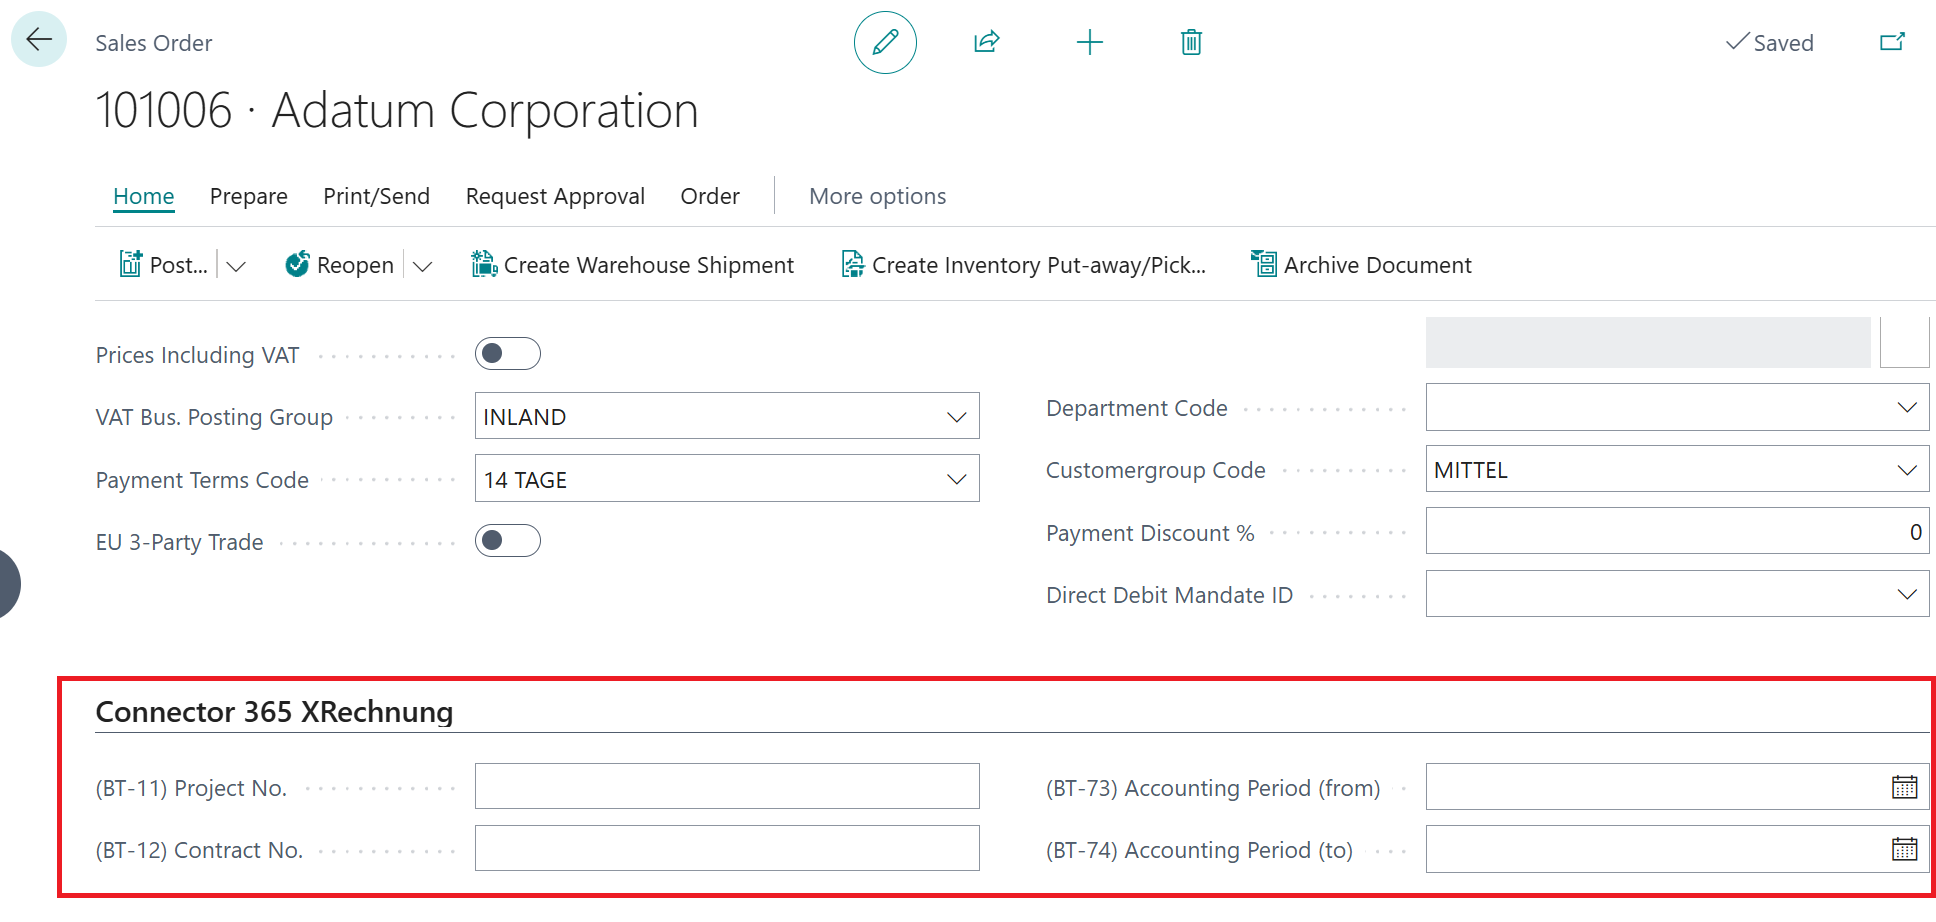 Sales Order
Saved
101006 · Adatum Corporation
Home Prepare Print/Send Request Approval Order More options
Post... Reopen Create Warehouse Shipment Create Inventory Put-away/Pick... Archive Document
Prices Including VAT
VAT Bus. Posting Group INLAND
Payment Terms Code 14 TAGE
EU 3-Party Trade
Department Code
Customergroup Code MITTEL
Payment Discount % 0
Direct Debit Mandate ID
Connector 365 XRechnung
(BT-11) Project No.
(BT-12) Contract No.
(BT-73) Accounting Period (from)
(BT-74) Accounting Period (to)